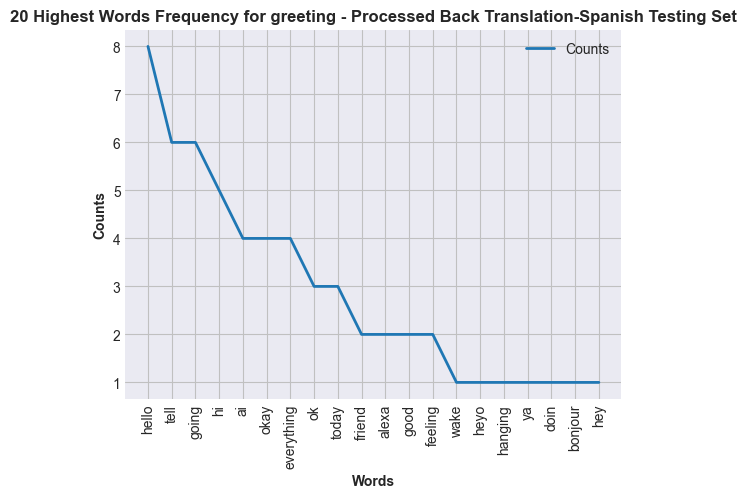 20 Highest Words Frequency for greeting - Processed Back Translation-Spanish Testing Set
Counts
8
7
6
5
4
3
2
1
Counts
hello
tell
going
hi
ai
okay
everything
ok
today
friend
alexa
good
feeling
wake
heyo
hanging
ya
doin
bonjour
hey
Words